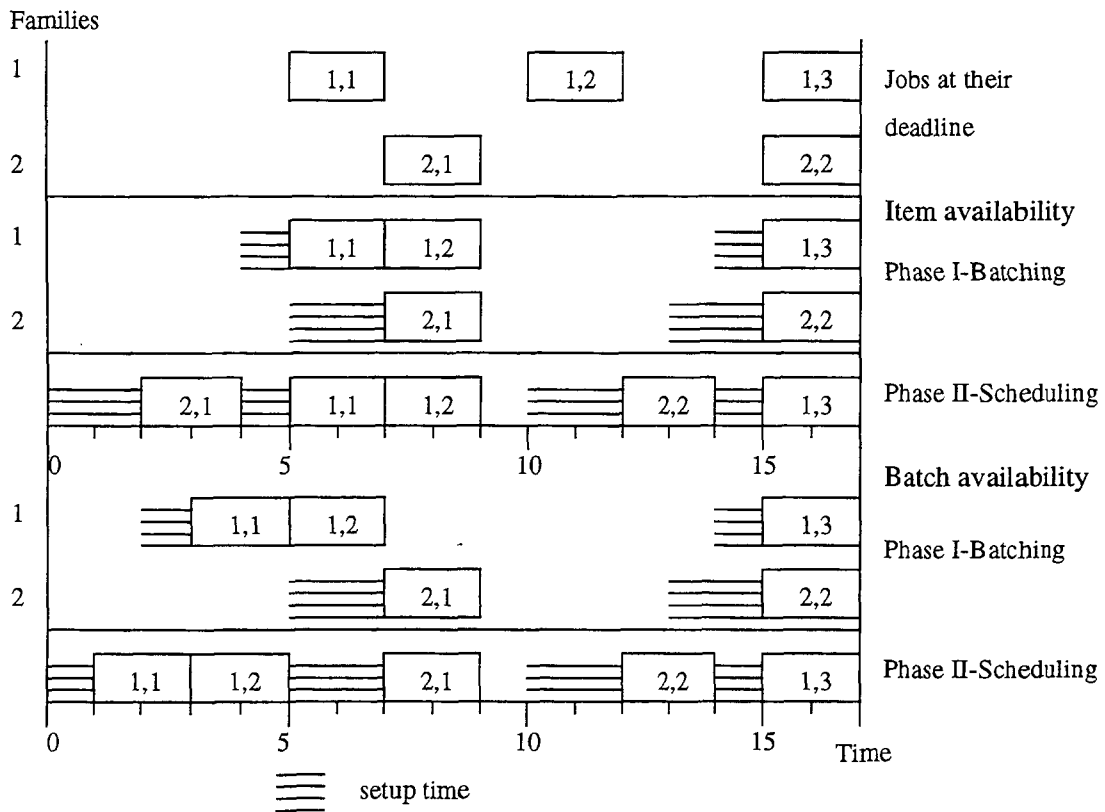 Families
1 1,1 1,2 1,3 Jobs at their
deadline
2 2,1 2,2
Item availability
1 1,1 1,2 1,3
Phase I-Batching
2 2,1 2,2
2,1 1,1 1,2 2,2 1,3 Phase II-Scheduling
0 5 10 15
Batch availability
1 1,1 1,2 1,3
Phase I-Batching
2 2,1 2,2
1,1 1,2 2,1 2,2 1,3 Phase II-Scheduling
0 5 10 15 Time
setup time